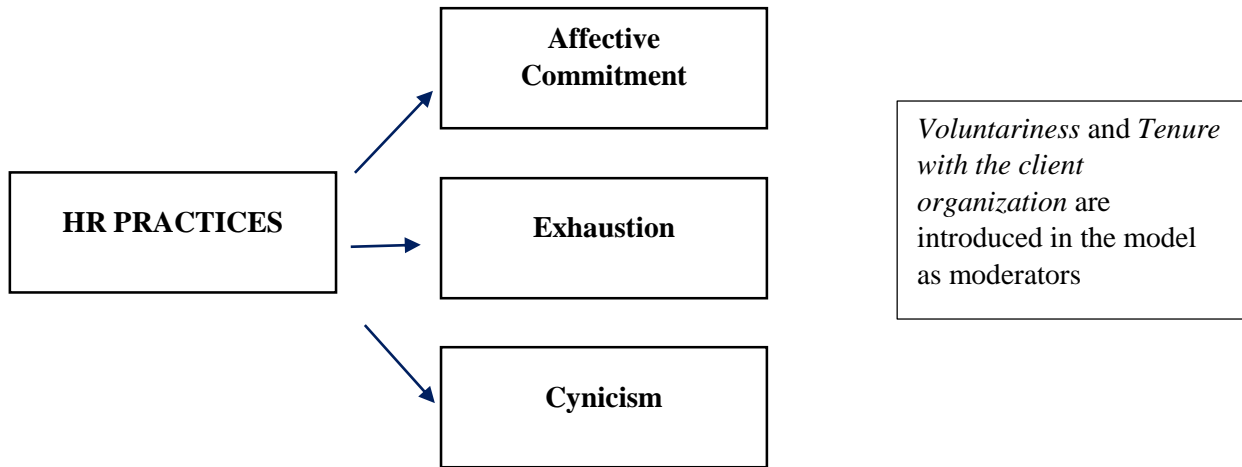 Affective
Commitment
HR PRACTICES
Exhaustion
Cynicism
Voluntariness and Tenure
with the client
organization are
introduced in the model
as moderators